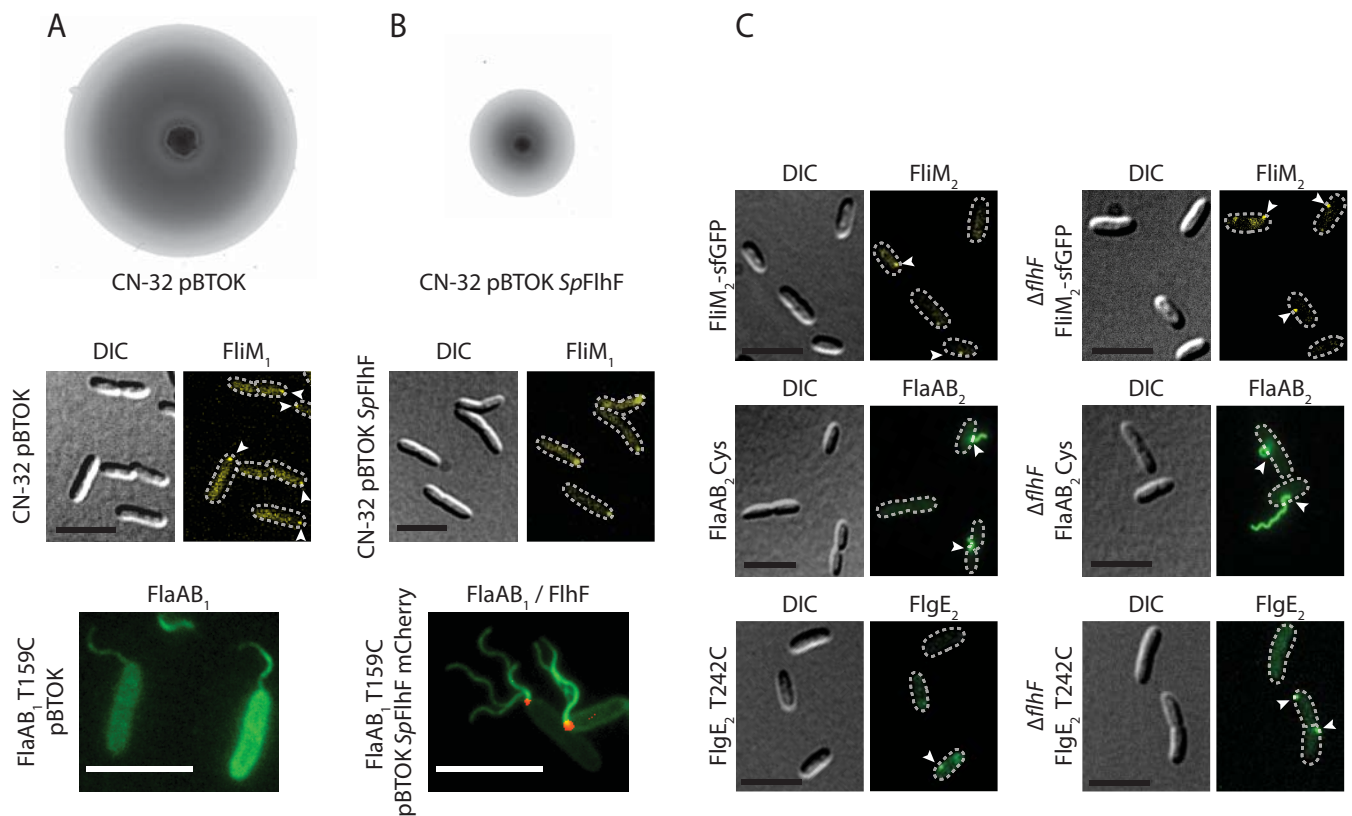 A
B
C
CN-32 pBTOK
CN-32 pBTOK SpFlhF
DIC
FliM₁
CN-32 pBTOK
DIC
FliM₁
CN-32 pBTOK SpFlhF
FlaAB₁
FlaAB₁ T159C
pBTOK
FlaAB₁ / FlhF
FlaAB₁ T159C
pBTOK SpFlhF mCherry
DIC
FliM₂
FliM₂-sfGFP
DIC
FliM₂
ΔflhF
FliM₂-sfGFP
DIC
FlaAB₂
FlaAB₂ Cys
DIC
FlaAB₂
ΔflhF
FlaAB₂ Cys
DIC
FlgE₂
FlgE₂ T242C
DIC
FlgE₂
ΔflhF
FlgE₂ T242C